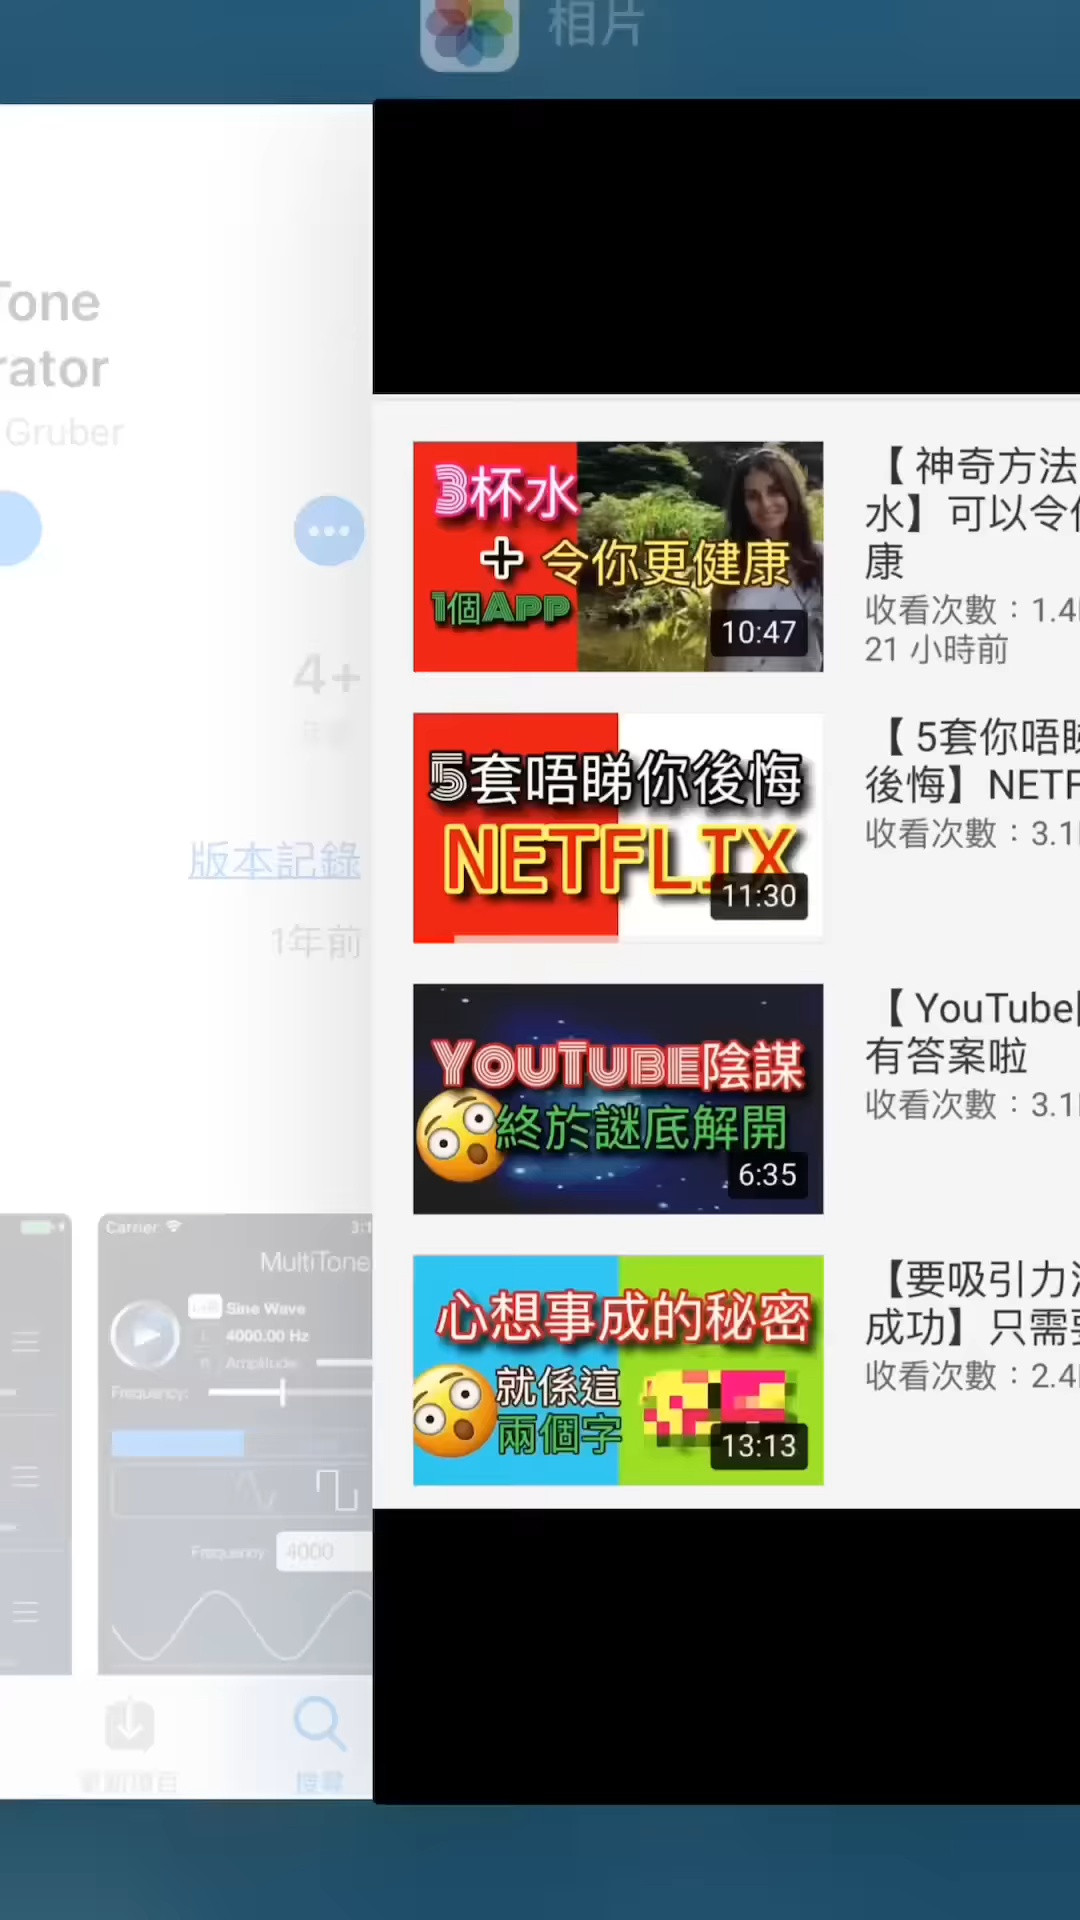 相片
Tone
rator
Gruber
4+
版本記錄
1年前
Carrier
MultiTone
Sine Wave
4000.00 Hz
Amplitude
Frequency:
Frequency
4000
搜尋
3杯水
+ 令你更健康
1個App
10:47
【 神奇方法
水】 可以令
康
收看次數：1.4
21 小時前
5套唔睇你後悔
NETFLIX
11:30
【 5套你唔睇
後悔】NETF
收看次數：3.1
YouTube陰謀
終於謎底解開
6:35
【 YouTube
有答案啦
收看次數：3.1
心想事成的秘密
就係這
兩個字
13:13
【要吸引力
成功】只需
收看次數：2.4